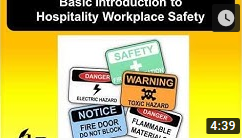 Basic Introduction to
Hospitality Workplace Safety
SAFETY
DANGER
ELECTRIC HAZARD
WARNING
TOXIC HAZARD
NOTICE
FIRE DOOR
DO NOT BLOCK
DANGER
FLAMMABLE
MATERIALS
4:39